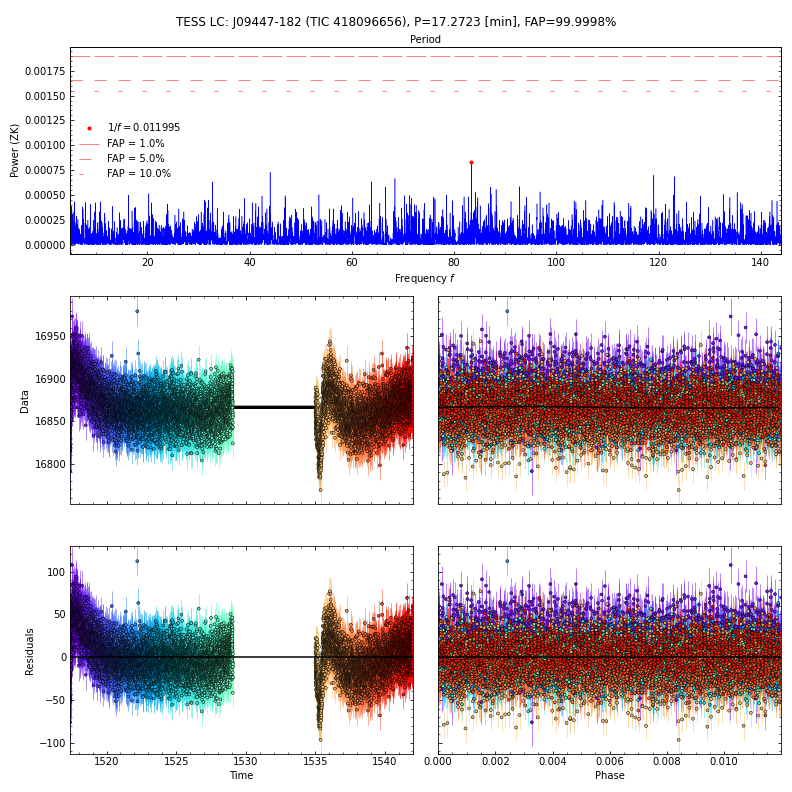 TESS LC: J09447-182 (TIC 418096656), P=17.2723 [min], FAP=99.9998%
Period
Power (ZK)
0.00175
0.00150
0.00125
0.00100
0.00075
0.00050
0.00025
0.00000
1/f = 0.011995
FAP = 1.0%
FAP = 5.0%
FAP = 10.0%
20 40 60 80 100 120 140
Frequency f
Data
16950
16900
16850
16800
Residuals
100
50
0
−50
−100
1520 1525 1530 1535 1540
Time
0.000 0.002 0.004 0.006 0.008 0.010
Phase